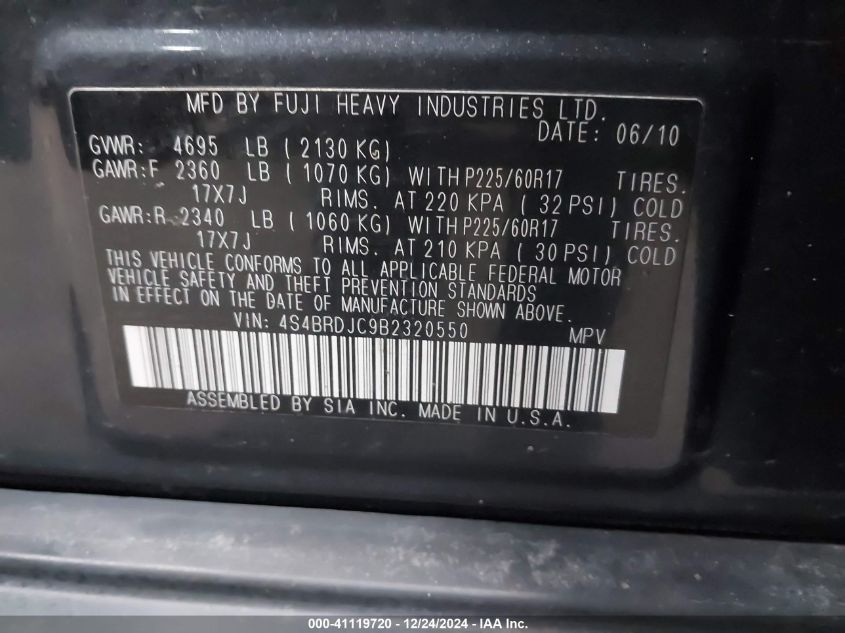 MFD BY FUJI HEAVY INDUSTRIES LTD.
DATE: 06/10
GVWR: 4695 LB ( 2130 KG)
GAWR:F 2360 LB ( 1070 KG) WITH P225/60R17 TIRES.
17X7J RIMS. AT 220 KPA ( 32 PSI) COLD
GAWR:R 2340 LB ( 1060 KG) WITH P225/60R17 TIRES.
17X7J RIMS. AT 210 KPA ( 30 PSI) COLD
THIS VEHICLE CONFORMS TO ALL APPLICABLE FEDERAL MOTOR
VEHICLE SAFETY AND THEFT PREVENTION STANDARDS
IN EFFECT ON THE DATE OF MANUFACTURE SHOWN ABOVE.
VIN: 4S4BRDJC9B2320550 MPV
ASSEMBLED BY SIA INC. MADE IN U.S.A.
000-41119720 - 12/24/2024 - IAA Inc.